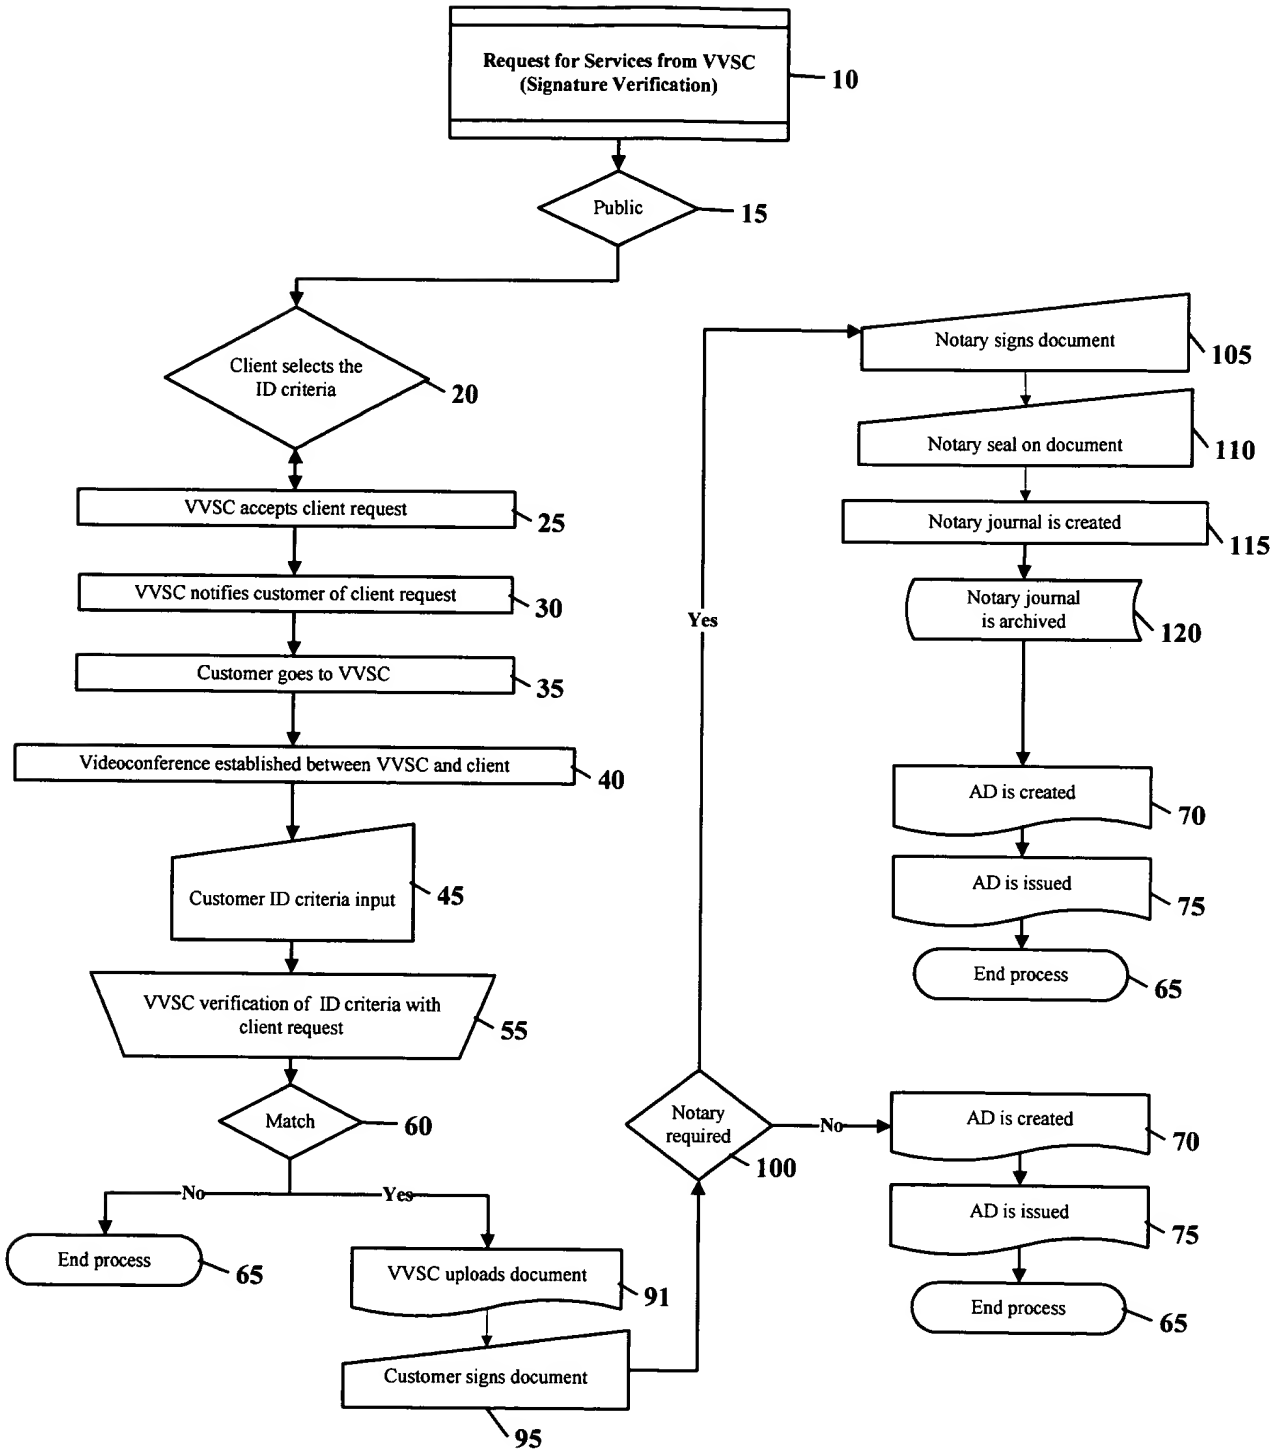 Request for Services from VVSC
(Signature Verification)
10
Public
15
Client selects the
ID criteria
20
VVSC accepts client request
25
VVSC notifies customer of client request
30
Customer goes to VVSC
35
Videoconference established between VVSC and client
40
Customer ID criteria input
45
VVSC verification of ID criteria with
client request
55
Match
60
No
Yes
End process
65
VVSC uploads document
91
Customer signs document
95
Notary
required
100
Yes
No
Notary signs document
105
Notary seal on document
110
Notary journal is created
115
Notary journal
is archived
120
AD is created
70
AD is issued
75
End process
65
AD is created
70
AD is issued
75
End process
65